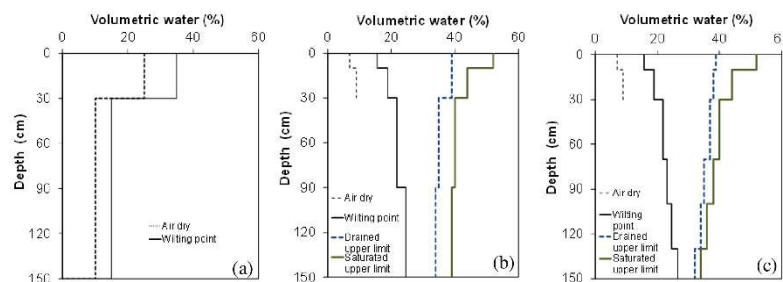 Volumetric water (%)
0 20 40 60
0
30
60
90
120
150
Depth (cm)
Air dry
Wilting point
(a)
Volumetric water (%)
0 20 40 60
0
30
60
90
120
150
Depth (cm)
Air dry
Wilting point
Drained
upper limit
Saturated
upper limit
(b)
Volumetric water (%)
0 20 40 6
0
30
60
90
120
150
Depth (cm)
Air dry
Wilting
point
Drained
upper limit
Saturated
upper limit
(c)